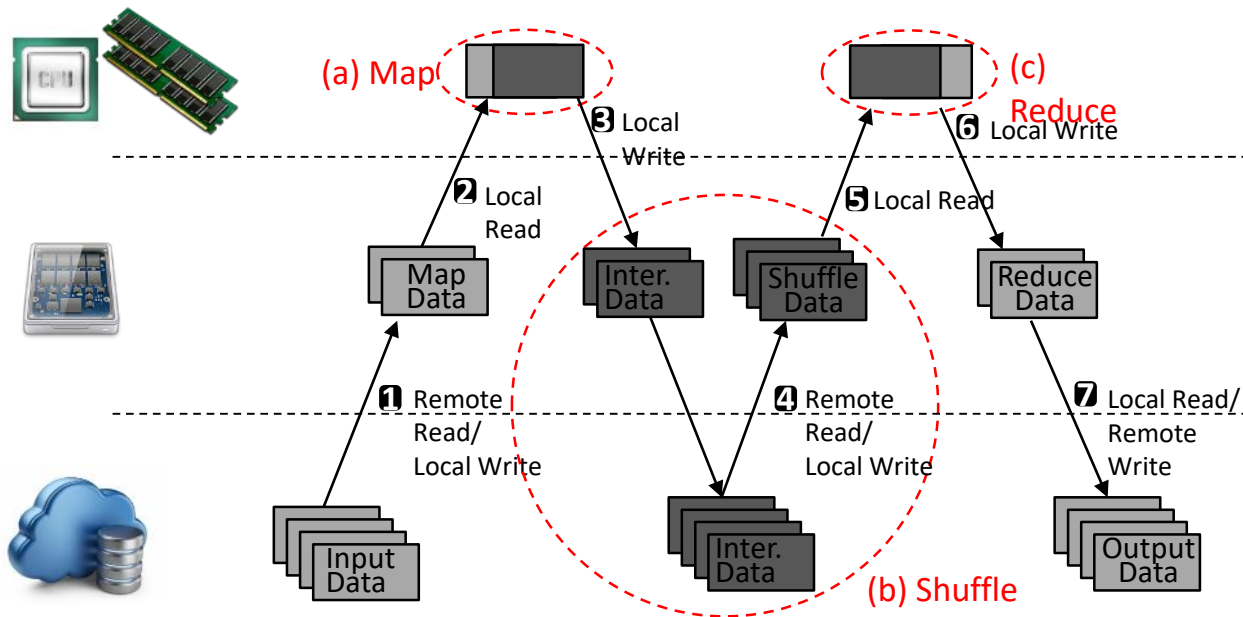 CPU
(a) Map
(c)
Reduce
3 Local
Write
6 Local Write
2 Local
Read
5 Local Read
Map
Data
Inter.
Data
Shuffle
Data
Reduce
Data
1 Remote
Read/
Local Write
4 Remote
Read/
Local Write
7 Local Read/
Remote
Write
Input
Data
Inter.
Data
Output
Data
(b) Shuffle